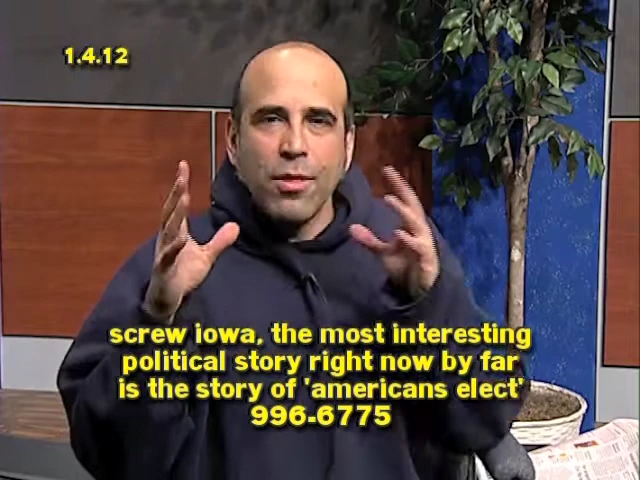 1.4.12
screw iowa, the most interesting
political story right now by far
is the story of 'americans elect'
996-6775